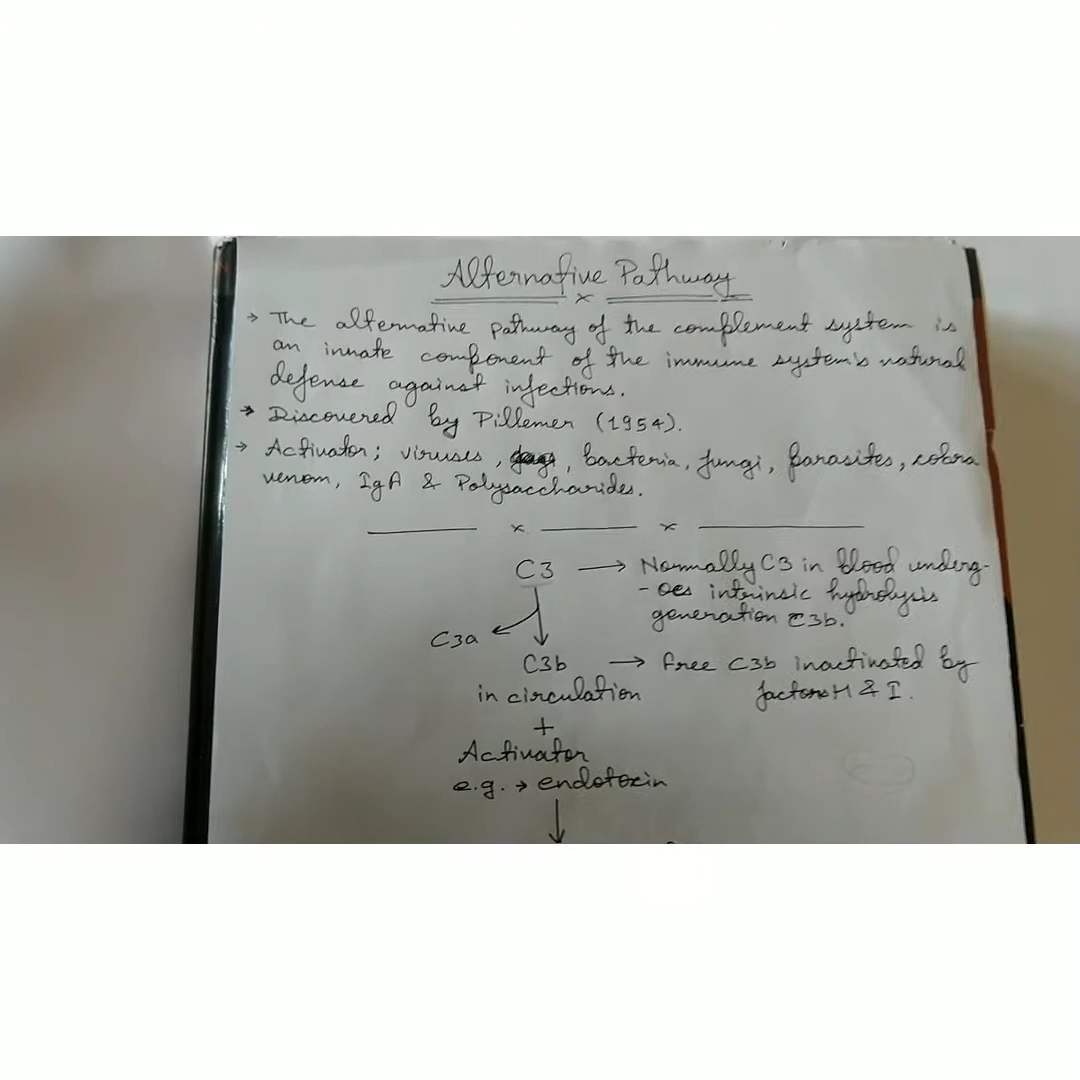 Alternative Pathway
x
→ The alternative pathway of the complement system is
an innate component of the immune system's natural
defense against infections.
→ Discovered by Pillemer (1954).
→ Activator; viruses, , bacteria, fungi, parasites, cobra
venom, IgA & Polysaccharides.
x x
C3 → Normally C3 in blood underg-
-oes intrinsic hydrolysis
generation C3b.
C3a
C3b → free C3b inactivated by
in circulation factors H & I.
+
Activator
e.g. → endotoxin